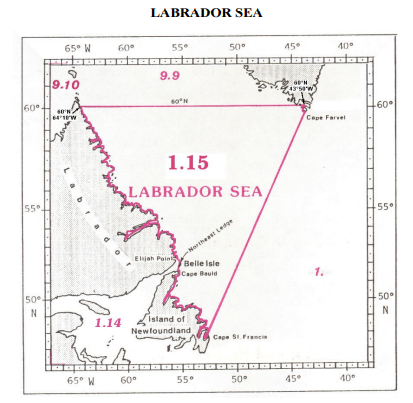 LABRADOR SEA
65° W 60° 55° 50° 45° 40°
9.9
9.10
60°N
43°50'W
60° 60°N 60°
60°N
64°10'W
Cape Farvel
1.15
LABRADOR SEA
Labrador
55° 55°
Northeast Ledge
Elijah Point
Belle Isle
Cape Bauld
1.
50° 50°
N N
1.14
Island of
Newfoundland
Cape St. Francis
65° W 60° 55° 50° 45° 40°